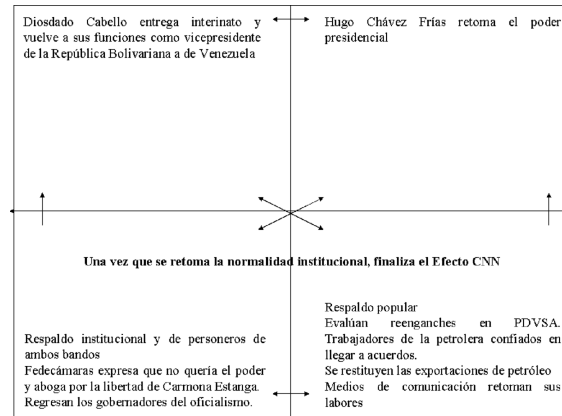 Diosdado Cabello entrega interinato y
vuelve a sus funciones como vicepresidente
de la República Bolivariana a de Venezuela
Hugo Chávez Frías retoma el poder
presidencial
Una vez que se retoma la normalidad institucional, finaliza el Efecto CNN
Respaldo institucional y de personeros de
ambos bandos
Fedecámaras expresa que no quería el poder
y aboga por la libertad de Carmona Estanga.
Regresan los gobernadores del oficialismo.
Respaldo popular
Evalúan reenganches en PDVSA.
Trabajadores de la petrolera confiados en
llegar a acuerdos.
Se restituyen las exportaciones de petróleo
Medios de comunicación retoman sus
labores